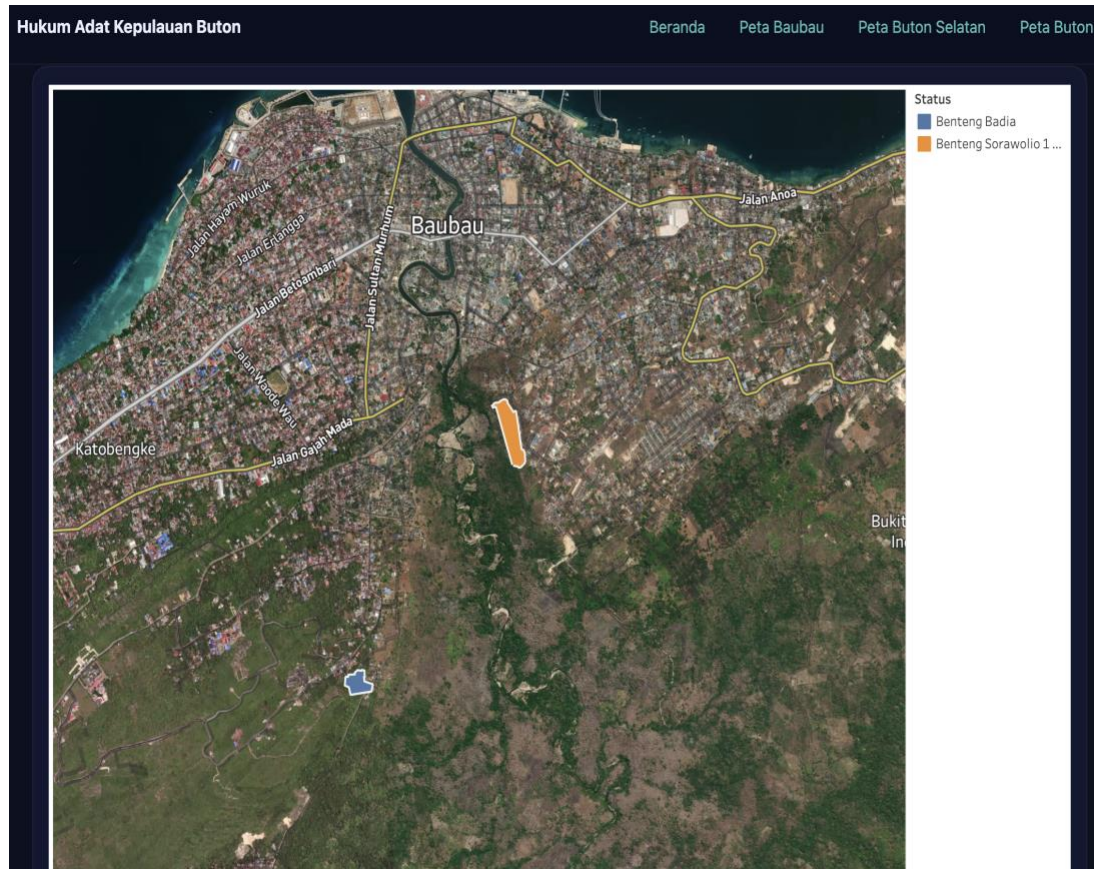 Hukum Adat Kepulauan Buton
Beranda
Peta Baubau
Peta Buton Selatan
Peta Buton
Status
Benteng Badia
Benteng Sorawolio 1 ...
Jalan Hayam Wuruk
Jalan Erlangga
Jalan Betoambari
Jalan Sultan Murhum
Baubau
Jalan Anoa
Jalan Waode Wau
Jalan Gajah Mada
Katobengke
Bukit
In